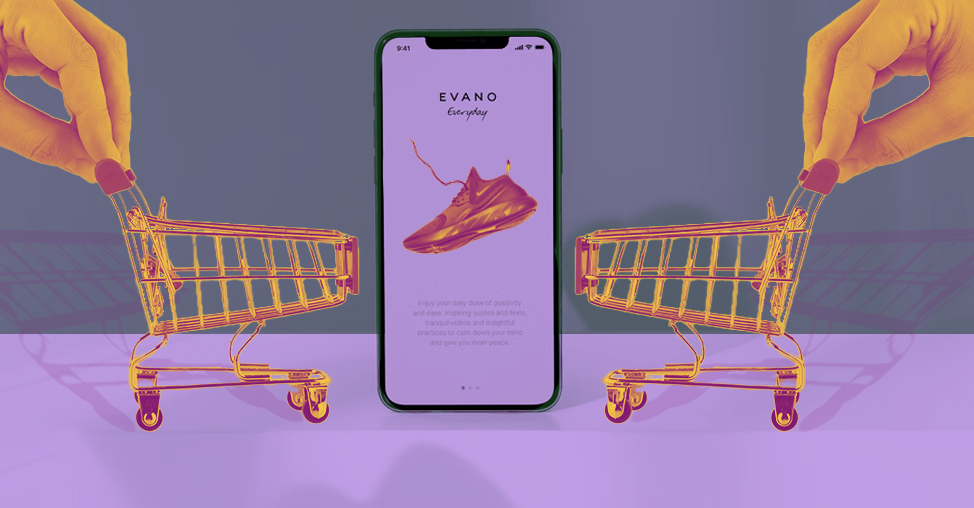 9:41
EVANO
Everyday
Enjoy your daily dose of positivity
and ease. Inspiring quotes and texts,
tranquil videos and insightful
practices to calm down your mind
and give you inner peace.